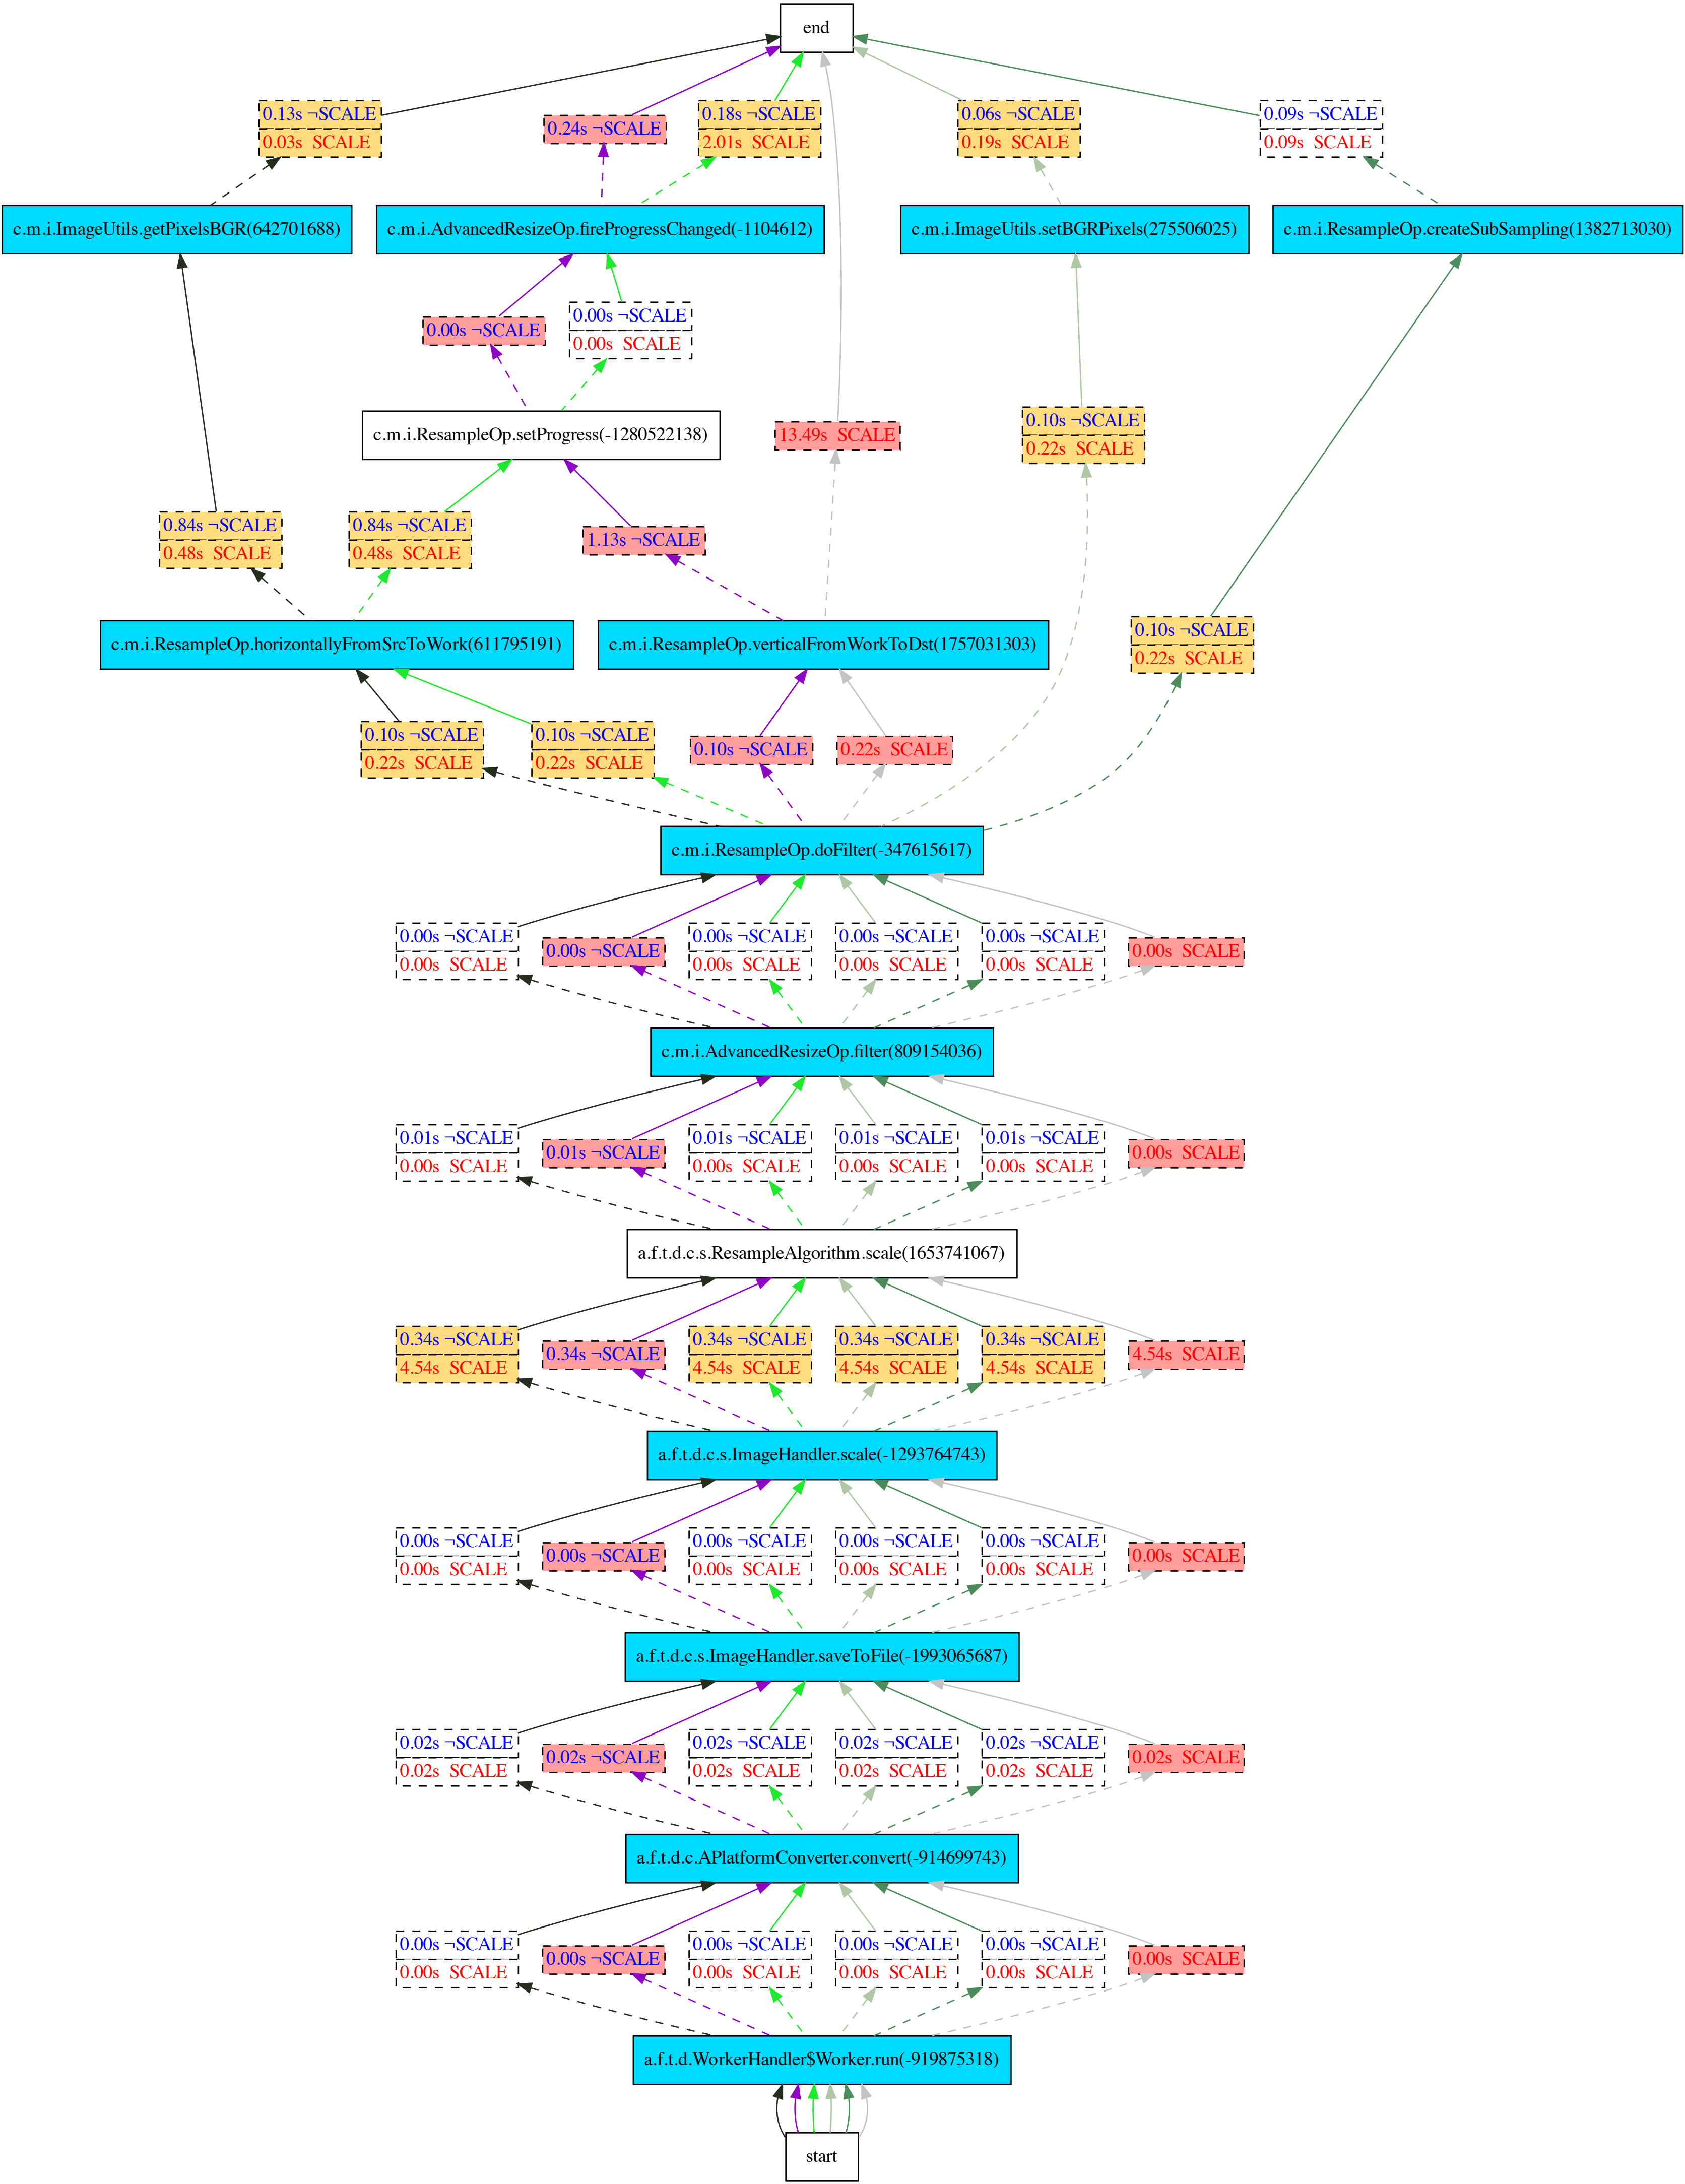 end
0.13s ¬SCALE
0.03s SCALE
0.24s ¬SCALE
0.18s ¬SCALE
2.01s SCALE
0.06s ¬SCALE
0.19s SCALE
0.09s ¬SCALE
0.09s SCALE
c.m.i.ImageUtils.getPixelsBGR(642701688)
c.m.i.AdvancedResizeOp.fireProgressChanged(-1104612)
c.m.i.ImageUtils.setBGRPixels(275506025)
c.m.i.ResampleOp.createSubSampling(1382713030)
0.00s ¬SCALE
0.00s ¬SCALE
0.00s SCALE
c.m.i.ResampleOp.setProgress(-1280522138)
13.49s SCALE
0.10s ¬SCALE
0.22s SCALE
0.84s ¬SCALE
0.48s SCALE
0.84s ¬SCALE
0.48s SCALE
1.13s ¬SCALE
c.m.i.ResampleOp.horizontallyFromSrcToWork(611795191)
c.m.i.ResampleOp.verticalFromWorkToDst(1757031303)
0.10s ¬SCALE
0.22s SCALE
0.10s ¬SCALE
0.22s SCALE
0.10s ¬SCALE
0.22s SCALE
0.10s ¬SCALE
0.22s SCALE
c.m.i.ResampleOp.doFilter(-347615617)
0.00s ¬SCALE
0.00s SCALE
0.00s ¬SCALE
0.00s ¬SCALE
0.00s SCALE
0.00s ¬SCALE
0.00s SCALE
0.00s ¬SCALE
0.00s SCALE
0.00s SCALE
c.m.i.AdvancedResizeOp.filter(809154036)
0.01s ¬SCALE
0.00s SCALE
0.01s ¬SCALE
0.01s ¬SCALE
0.00s SCALE
0.01s ¬SCALE
0.00s SCALE
0.01s ¬SCALE
0.00s SCALE
0.00s SCALE
a.f.t.d.c.s.ResampleAlgorithm.scale(1653741067)
0.34s ¬SCALE
4.54s SCALE
0.34s ¬SCALE
0.34s ¬SCALE
4.54s SCALE
0.34s ¬SCALE
4.54s SCALE
0.34s ¬SCALE
4.54s SCALE
4.54s SCALE
a.f.t.d.c.s.ImageHandler.scale(-1293764743)
0.00s ¬SCALE
0.00s SCALE
0.00s ¬SCALE
0.00s ¬SCALE
0.00s SCALE
0.00s ¬SCALE
0.00s SCALE
0.00s ¬SCALE
0.00s SCALE
0.00s SCALE
a.f.t.d.c.s.ImageHandler.saveToFile(-1993065687)
0.02s ¬SCALE
0.02s SCALE
0.02s ¬SCALE
0.02s ¬SCALE
0.02s SCALE
0.02s ¬SCALE
0.02s SCALE
0.02s ¬SCALE
0.02s SCALE
0.02s SCALE
a.f.t.d.c.APlatformConverter.convert(-914699743)
0.00s ¬SCALE
0.00s SCALE
0.00s ¬SCALE
0.00s ¬SCALE
0.00s SCALE
0.00s ¬SCALE
0.00s SCALE
0.00s ¬SCALE
0.00s SCALE
0.00s SCALE
a.f.t.d.WorkerHandler$Worker.run(-919875318)
start